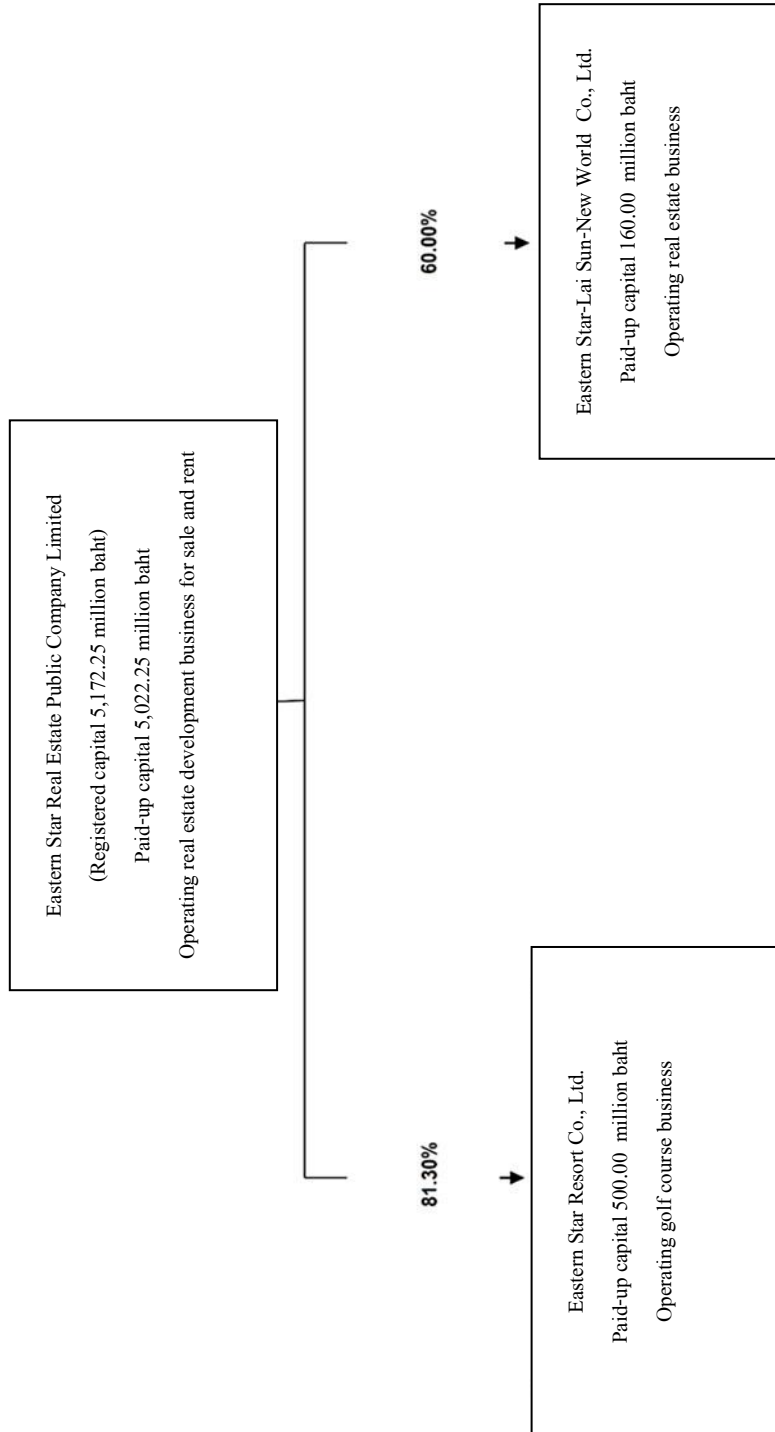 Eastern Star Real Estate Public Company Limited
(Registered capital 5,172.25 million baht)
Paid-up capital 5,022.25 million baht
Operating real estate development business for sale and rent
81.30%
60.00%
Eastern Star Resort Co., Ltd.
Paid-up capital 500.00 million baht
Operating golf course business
Eastern Star-Lai Sun-New World Co., Ltd.
Paid-up capital 160.00 million baht
Operating real estate business